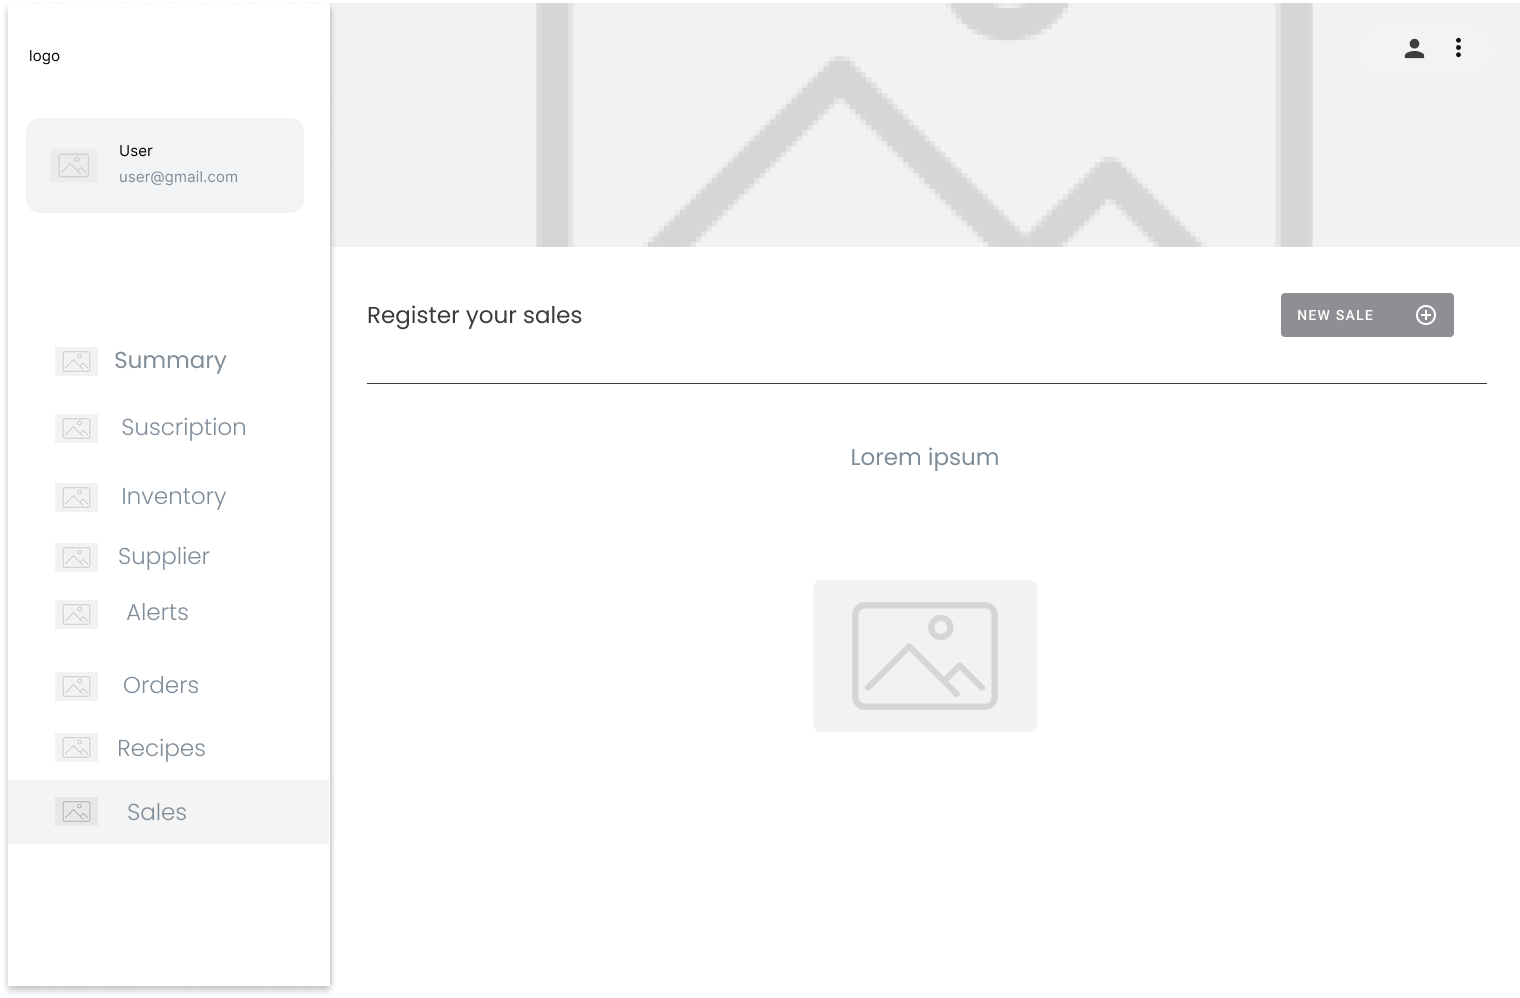 logo
User
user@gmail.com
Summary
Suscription
Inventory
Supplier
Alerts
Orders
Recipes
Sales
Register your sales
NEW SALE
Lorem ipsum